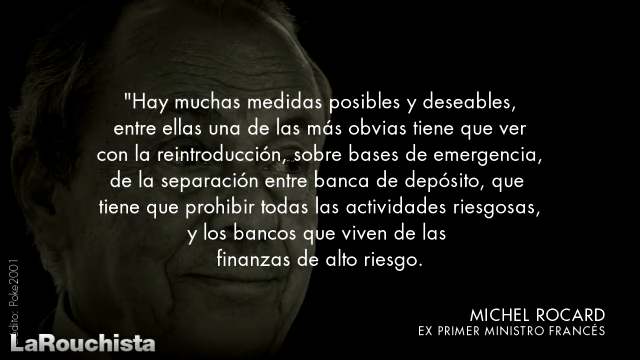 "Hay muchas medidas posibles y deseables,
entre ellas una de las más obvias tiene que ver
con la reintroducción, sobre bases de emergencia,
de la separación entre banca de depósito, que
tiene que prohibir todas las actividades riesgosas,
y los bancos que viven de las
finanzas de alto riesgo.
MICHEL ROCARD
EX PRIMER MINISTRO FRANCÉS
Poke2001
LaRouchista